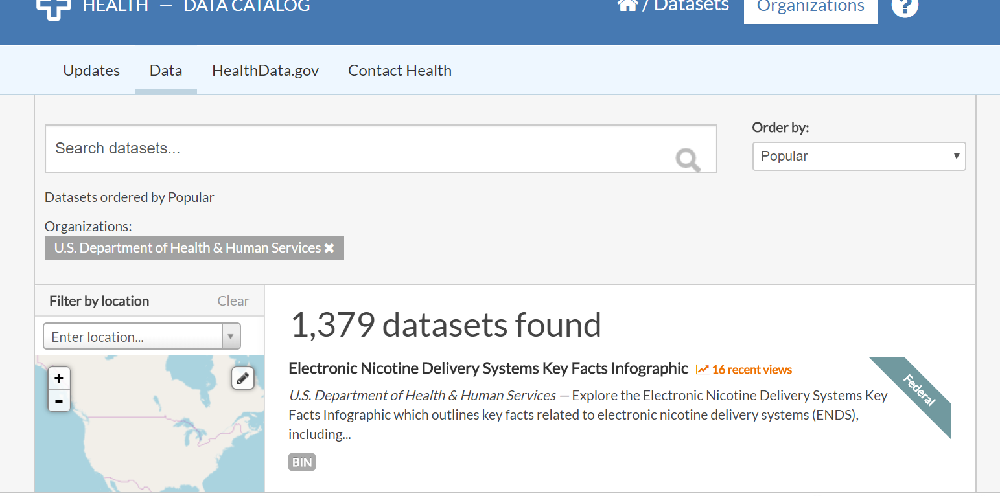 HEALTH — DATA CATALOG
/ Datasets
Organizations
?
Updates
Data
HealthData.gov
Contact Health
Search datasets...
Order by:
Popular
Datasets ordered by Popular
Organizations:
U.S. Department of Health & Human Services ✖
Filter by location
Clear
Enter location...
+
-
1,379 datasets found
Electronic Nicotine Delivery Systems Key Facts Infographic 16 recent views
Federal
U.S. Department of Health & Human Services — Explore the Electronic Nicotine Delivery Systems Key
Facts Infographic which outlines key facts related to electronic nicotine delivery systems (ENDS),
including...
BIN